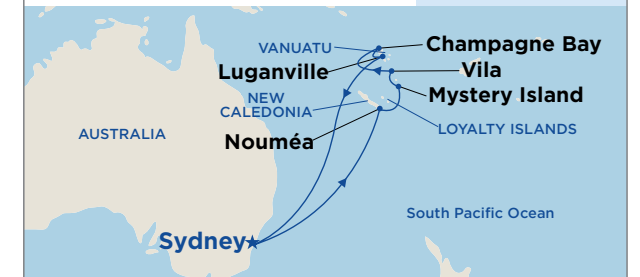 VANUATU
Champagne Bay
Luganville
Vila
Mystery Island
NEW
CALEDONIA
LOYALTY ISLANDS
AUSTRALIA
Nouméa
South Pacific Ocean
Sydney